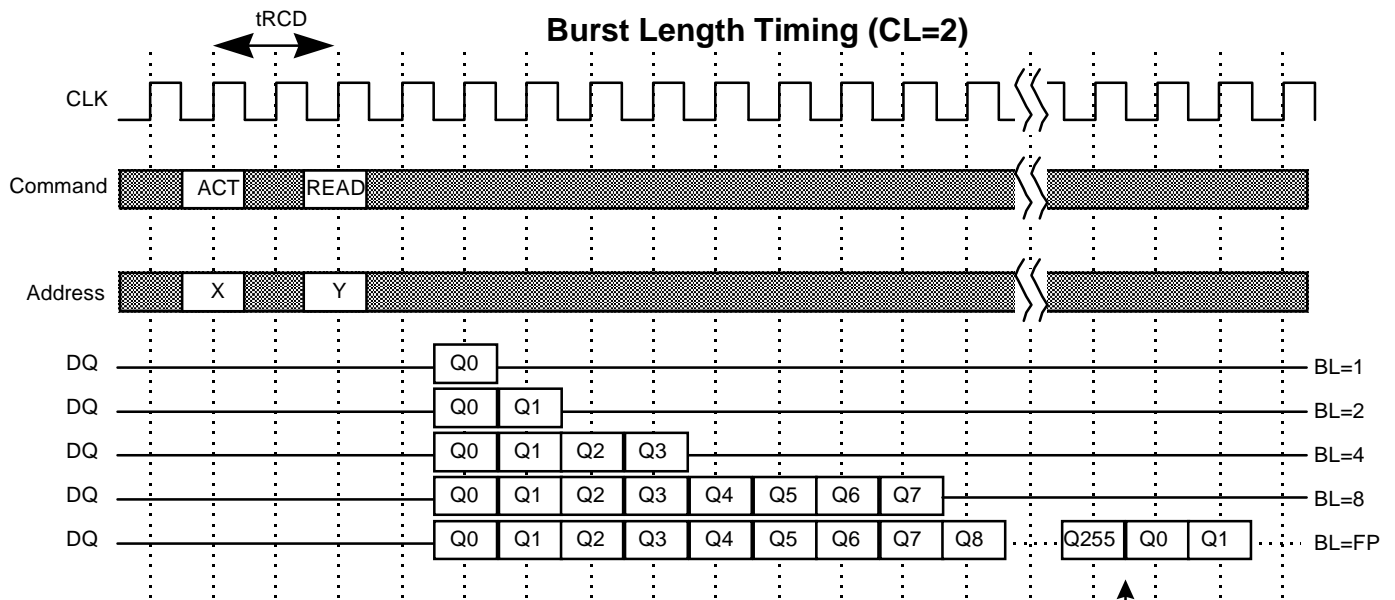 tRCD
Burst Length Timing (CL=2)
CLK
Command ACT READ
Address X Y
DQ Q0 BL=1
DQ Q0 Q1 BL=2
DQ Q0 Q1 Q2 Q3 BL=4
DQ Q0 Q1 Q2 Q3 Q4 Q5 Q6 Q7 BL=8
DQ Q0 Q1 Q2 Q3 Q4 Q5 Q6 Q7 Q8 Q255 Q0 Q1 BL=FP